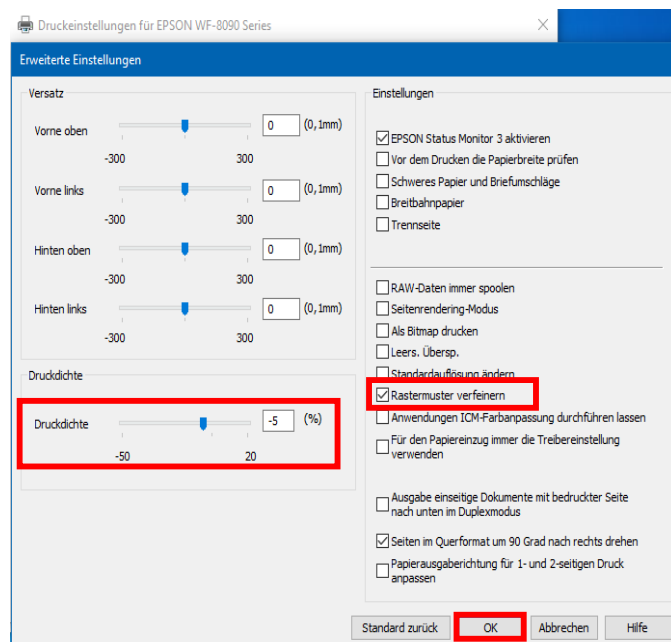 Druckeinstellungen für EPSON WF-8090 Series
Erweiterte Einstellungen
Versatz
Vorne oben
0 (0,1mm)
-300 300
Vorne links
0 (0,1mm)
-300 300
Hinten oben
0 (0,1mm)
-300 300
Hinten links
0 (0,1mm)
-300 300
Druckdichte
Druckdichte
-5 (%)
-50 20
Einstellungen
EPSON Status Monitor 3 aktivieren
Vor dem Drucken die Papierbreite prüfen
Schweres Papier und Briefumschläge
Breitbahnpapier
Trennseite
RAW-Daten immer spoolen
Seitenrendering-Modus
Als Bitmap drucken
Leers. Übersp.
Standardauflösung ändern
Rastermuster verfeinern
Anwendungen ICM-Farbanpassung durchführen lassen
Für den Papiereinzug immer die Treibereinstellung
verwenden
Ausgabe einseitige Dokumente mit bedruckter Seite
nach unten im Duplexmodus
Seiten im Querformat um 90 Grad nach rechts drehen
Papierausgaberichtung für 1- und 2-seitigen Druck
anpassen
Standard zurück OK Abbrechen Hilfe